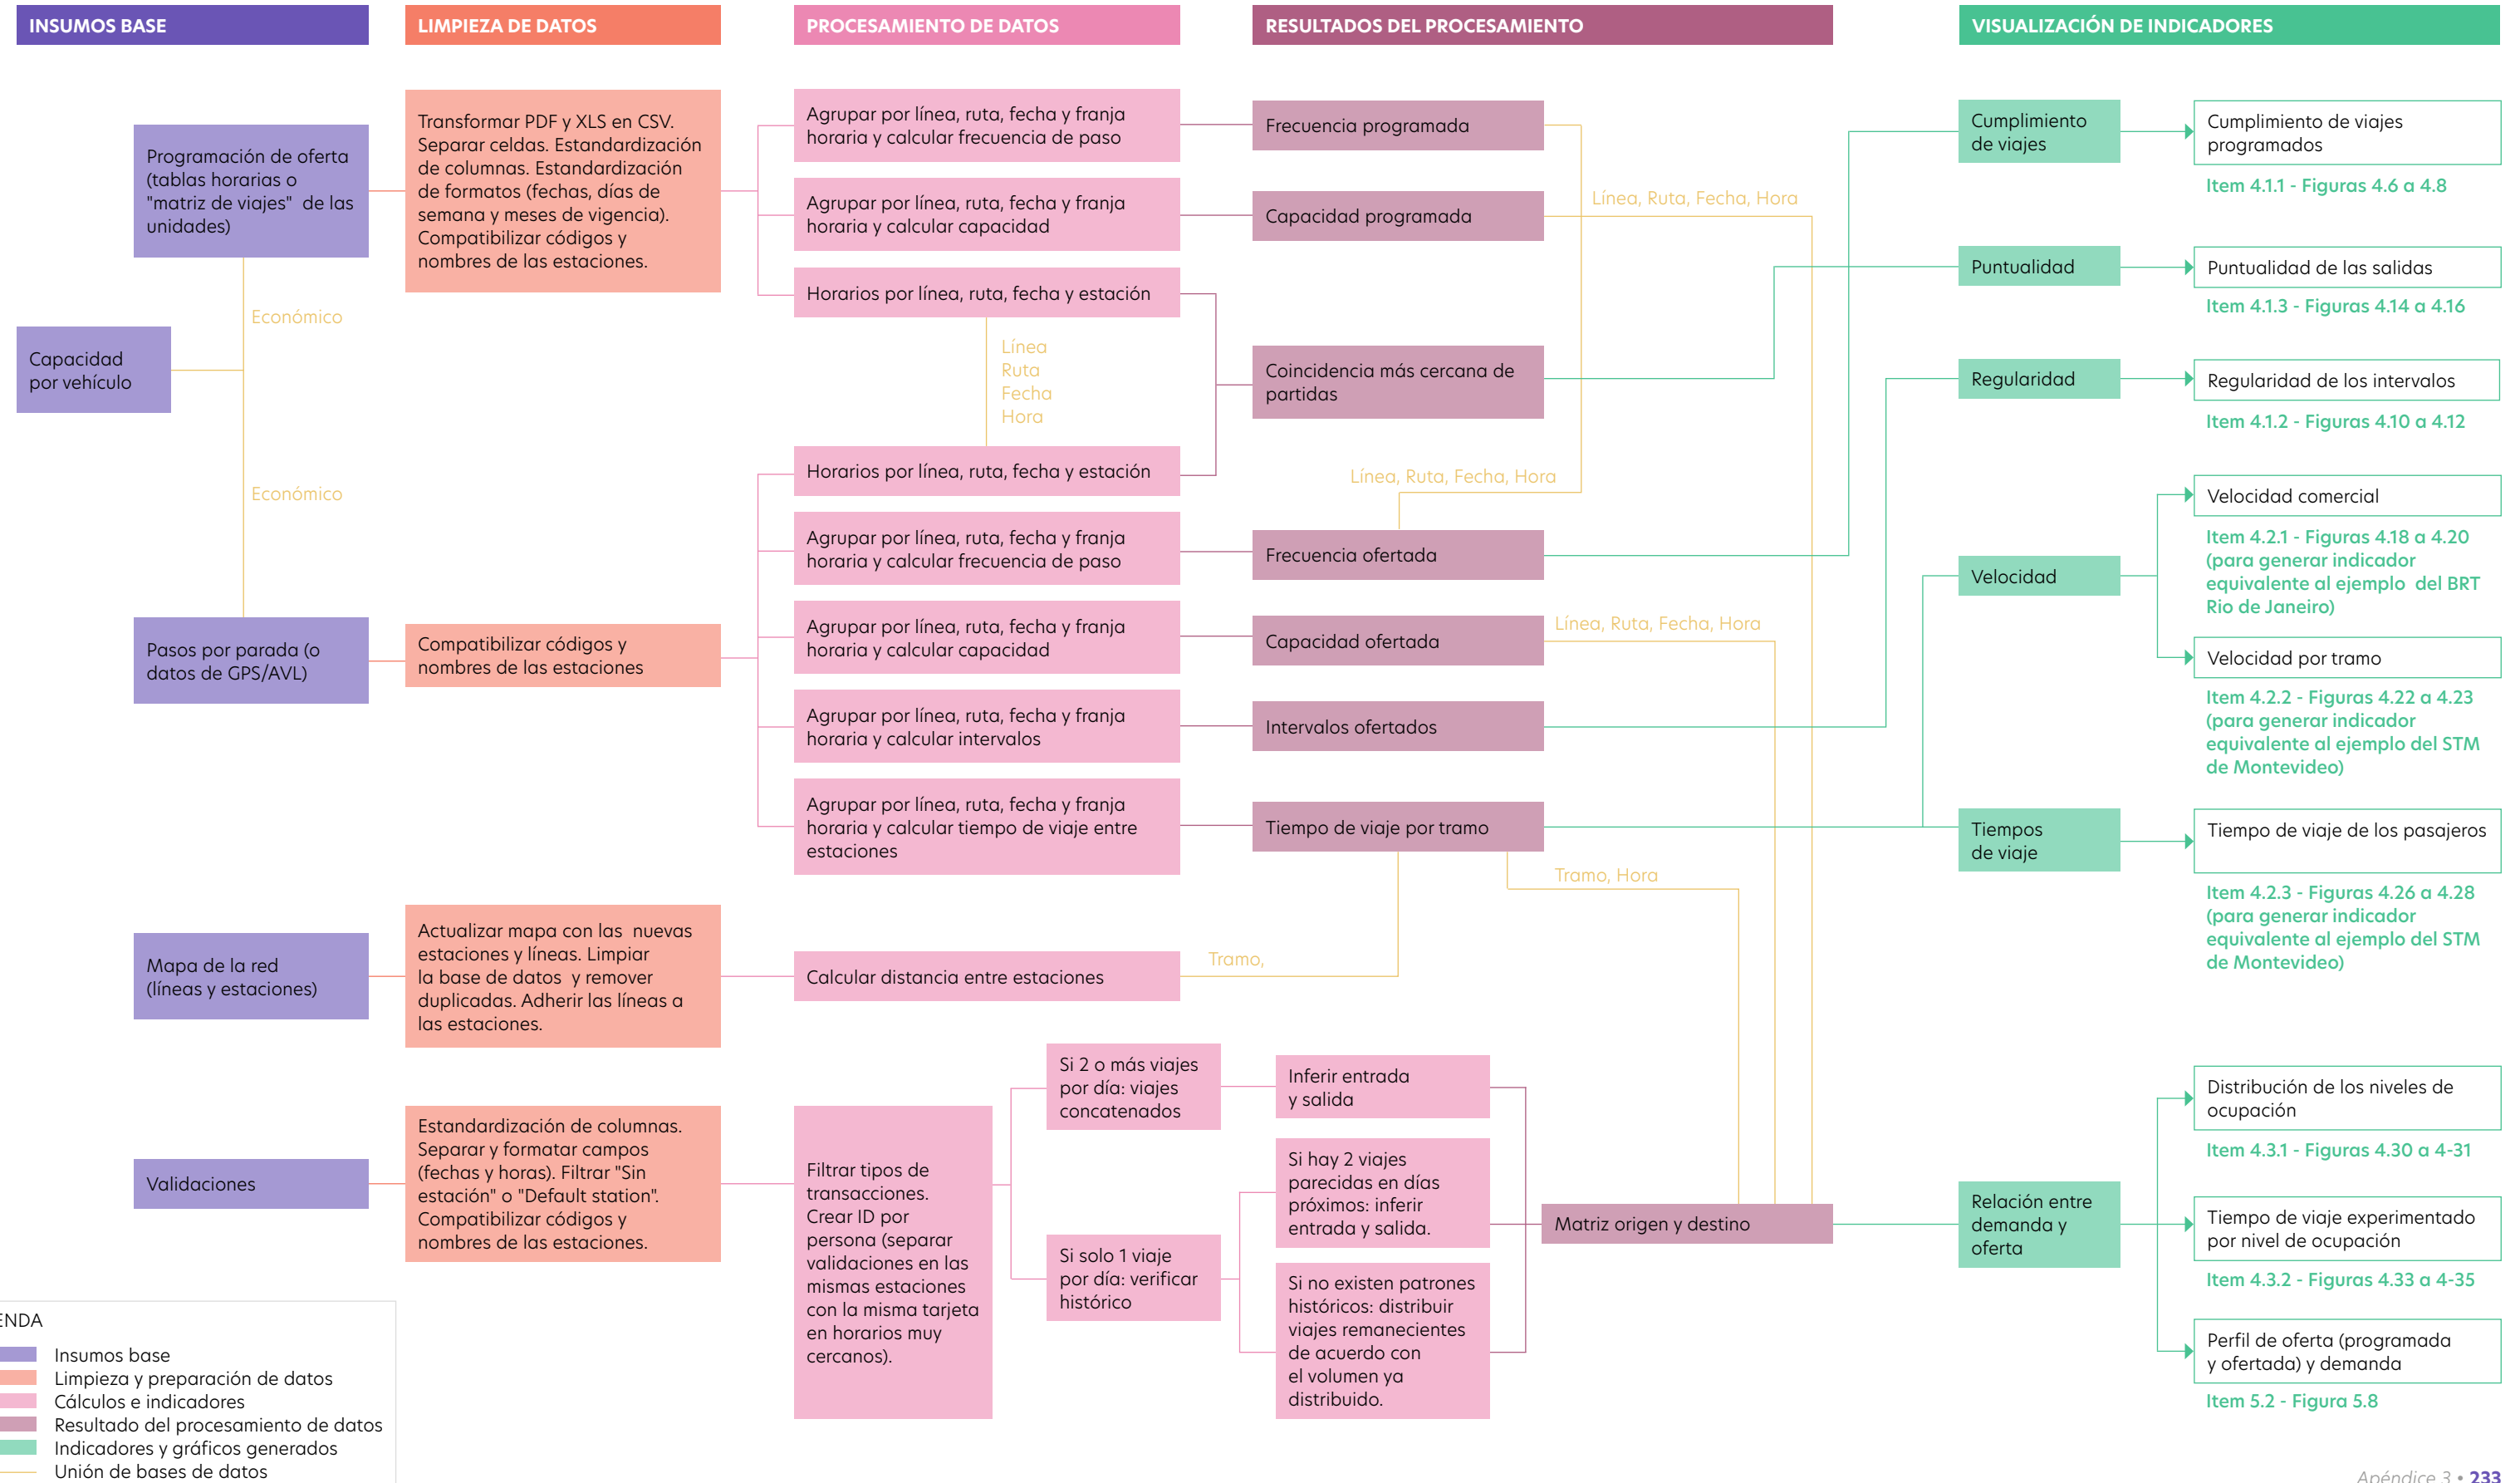 INSUMOS BASE
LIMPIEZA DE DATOS
PROCESAMIENTO DE DATOS
RESULTADOS DEL PROCESAMIENTO
VISUALIZACIÓN DE INDICADORES
Capacidad
por vehículo
Programación de oferta
(tablas horarias o
"matriz de viajes" de las
unidades)
Económico
Económico
Pasos por parada (o
datos de GPS/AVL)
Mapa de la red
(líneas y estaciones)
Validaciones
Transformar PDF y XLS en CSV.
Separar celdas. Estandardización
de columnas. Estandardización
de formatos (fechas, días de
semana y meses de vigencia).
Compatibilizar códigos y
nombres de las estaciones.
Compatibilizar códigos y
nombres de las estaciones
Actualizar mapa con las nuevas
estaciones y líneas. Limpiar
la base de datos y remover
duplicadas. Adherir las líneas a
las estaciones.
Estandardización de columnas.
Separar y formatar campos
(fechas y horas). Filtrar "Sin
estación" o "Default station".
Compatibilizar códigos y
nombres de las estaciones.
Agrupar por línea, ruta, fecha y franja
horaria y calcular frecuencia de paso
Agrupar por línea, ruta, fecha y franja
horaria y calcular capacidad
Horarios por línea, ruta, fecha y estación
Línea
Ruta
Fecha
Hora
Horarios por línea, ruta, fecha y estación
Agrupar por línea, ruta, fecha y franja
horaria y calcular frecuencia de paso
Agrupar por línea, ruta, fecha y franja
horaria y calcular capacidad
Agrupar por línea, ruta, fecha y franja
horaria y calcular intervalos
Agrupar por línea, ruta, fecha y franja
horaria y calcular tiempo de viaje entre
estaciones
Calcular distancia entre estaciones
Tramo,
Filtrar tipos de
transacciones.
Crear ID por
persona (separar
validaciones en las
mismas estaciones
con la misma tarjeta
en horarios muy
cercanos).
Si 2 o más viajes
por día: viajes
concatenados
Si solo 1 viaje
por día: verificar
histórico
Inferir entrada
y salida
Si hay 2 viajes
parecidas en días
próximos: inferir
entrada y salida.
Si no existen patrones
históricos: distribuir
viajes remanecientes
de acuerdo con
el volumen ya
distribuido.
Frecuencia programada
Capacidad programada
Línea, Ruta, Fecha, Hora
Coincidencia más cercana de
partidas
Línea, Ruta, Fecha, Hora
Frecuencia ofertada
Capacidad ofertada
Línea, Ruta, Fecha, Hora
Intervalos ofertados
Tiempo de viaje por tramo
Tramo, Hora
Matriz origen y destino
Cumplimiento
de viajes
Cumplimiento de viajes
programados
Item 4.1.1 - Figuras 4.6 a 4.8
Puntualidad
Puntualidad de las salidas
Item 4.1.3 - Figuras 4.14 a 4.16
Regularidad
Regularidad de los intervalos
Item 4.1.2 - Figuras 4.10 a 4.12
Velocidad
Velocidad comercial
Item 4.2.1 - Figuras 4.18 a 4.20
(para generar indicador
equivalente al ejemplo del BRT
Rio de Janeiro)
Velocidad por tramo
Item 4.2.2 - Figuras 4.22 a 4.23
(para generar indicador
equivalente al ejemplo del STM
de Montevideo)
Tiempos
de viaje
Tiempo de viaje de los pasajeros
Item 4.2.3 - Figuras 4.26 a 4.28
(para generar indicador
equivalente al ejemplo del STM
de Montevideo)
Relación entre
demanda y
oferta
Distribución de los niveles de
ocupación
Item 4.3.1 - Figuras 4.30 a 4-31
Tiempo de viaje experimentado
por nivel de ocupación
Item 4.3.2 - Figuras 4.33 a 4-35
Perfil de oferta (programada
y ofertada) y demanda
Item 5.2 - Figura 5.8
ENDA
Insumos base
Limpieza y preparación de datos
Cálculos e indicadores
Resultado del procesamiento de datos
Indicadores y gráficos generados
Unión de bases de datos
Apéndice 3 • 233